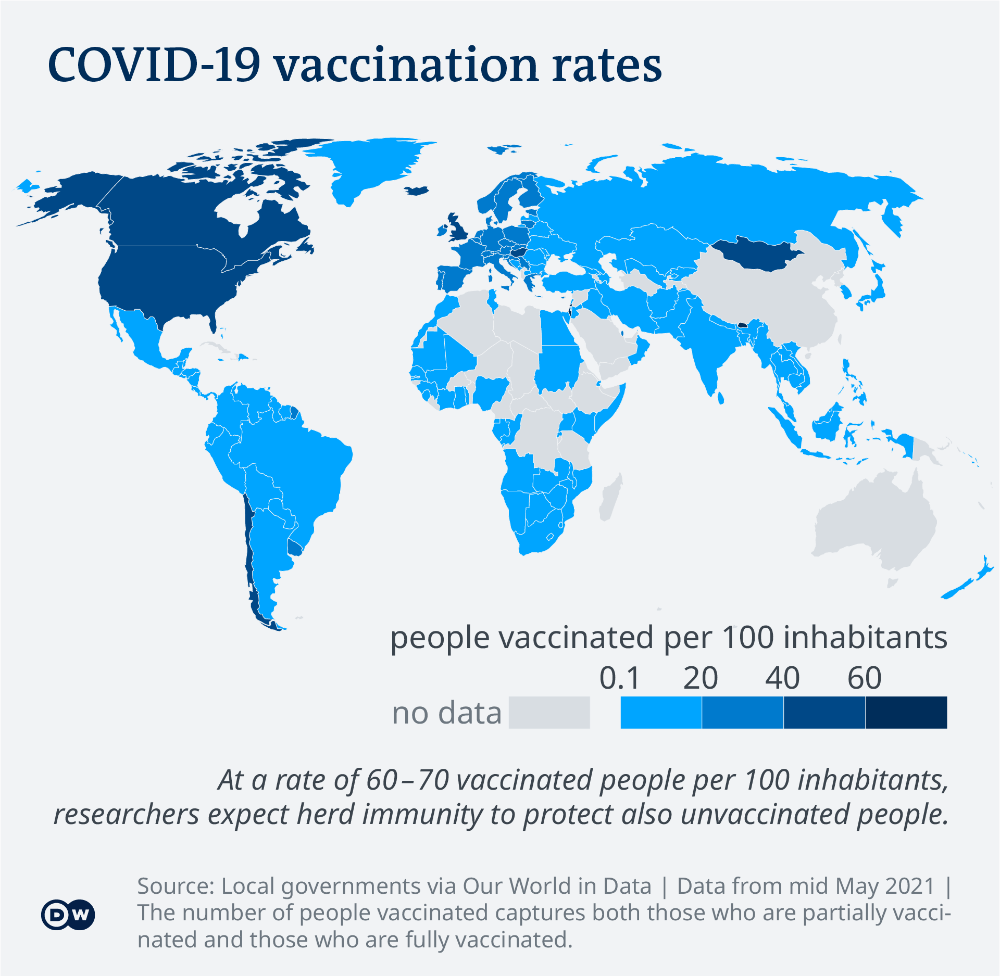 COVID-19 vaccination rates
people vaccinated per 100 inhabitants
0.1 20 40 60
no data
At a rate of 60–70 vaccinated people per 100 inhabitants,
researchers expect herd immunity to protect also unvaccinated people.
Source: Local governments via Our World in Data | Data from mid May 2021 |
The number of people vaccinated captures both those who are partially vacci-
nated and those who are fully vaccinated.
DW